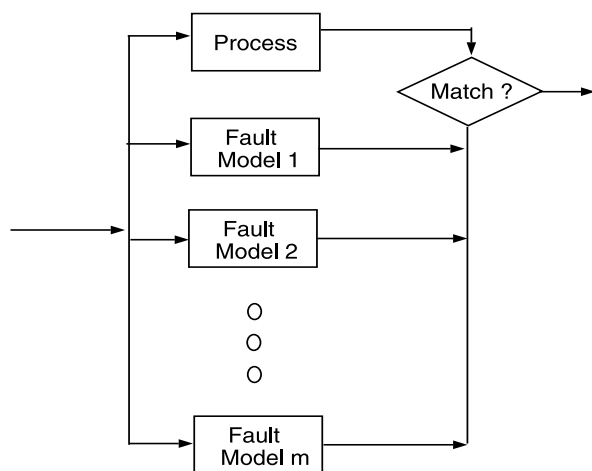 Process
Match ?
Fault
Model 1
Fault
Model 2
Fault
Model m